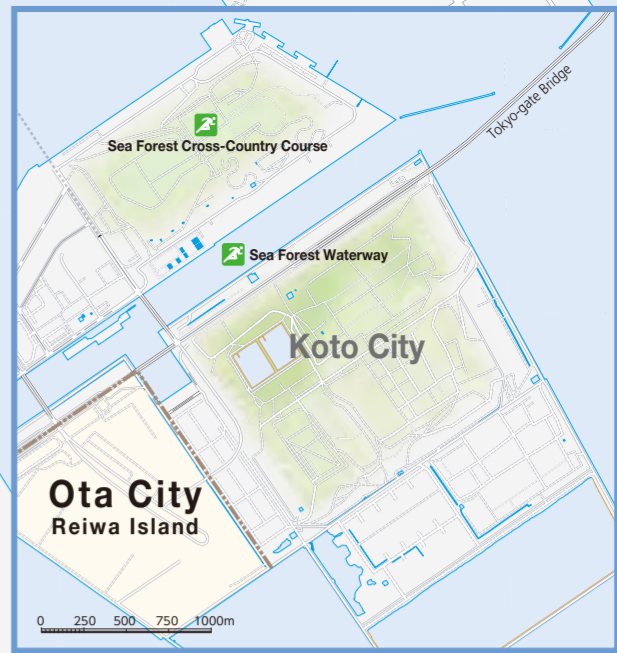 Tokyo-gate Bridge
Sea Forest Cross-Country Course
Sea Forest Waterway
Koto City
Ota City
Reiwa Island
0 250 500 750 1000m